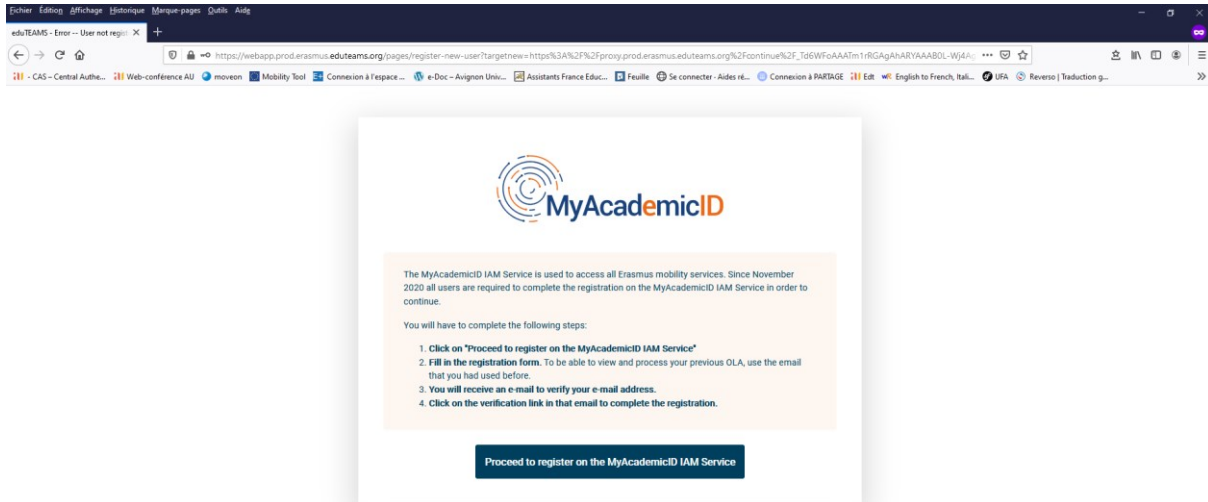 Fichier Édition Affichage Historique Marque-pages Outils Aide
eduTEAMS - Error -- User not regist
https://webapp.prod.erasmus.eduteams.org/pages/register-new-user?targetnew=https%3A%2F%2Fproxy.prod.erasmus.eduteams.org%2Fcontinue%2F_Td6WFoAAATm1rRGAgAhARYAAAB0L-Wj4A
- CAS – Central Authe... Web-conférence AU moveon Mobility Tool Connexion à l'espace ... e-Doc – Avignon Univ... Assistants France Educ... Feuille Se connecter · Aides ré... Connexion à PARTAGE Edt English to French, Itali... UFA Reverso | Traduction g...
MyAcademicID
The MyAcademicID IAM Service is used to access all Erasmus mobility services. Since November
2020 all users are required to complete the registration on the MyAcademicID IAM Service in order to
continue.
You will have to complete the following steps:
1. Click on "Proceed to register on the MyAcademicID IAM Service"
2. Fill in the registration form. To be able to view and process your previous OLA, use the email
that you had used before.
3. You will receive an e-mail to verify your e-mail address.
4. Click on the verification link in that email to complete the registration.
Proceed to register on the MyAcademicID IAM Service